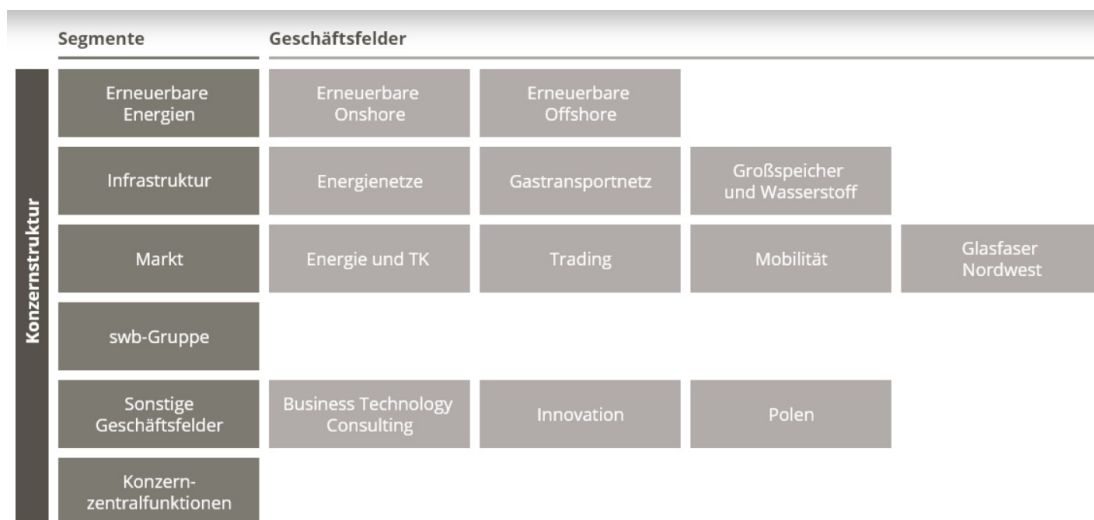 Segmente
Geschäftsfelder
Konzernstruktur
Erneuerbare
Energien
Erneuerbare
Onshore
Erneuerbare
Offshore
Infrastruktur
Energienetze
Gastransportnetz
Großspeicher
und Wasserstoff
Markt
Energie und TK
Trading
Mobilität
Glasfaser
Nordwest
swb-Gruppe
Sonstige
Geschäftsfelder
Business Technology
Consulting
Innovation
Polen
Konzern-
zentralfunktionen